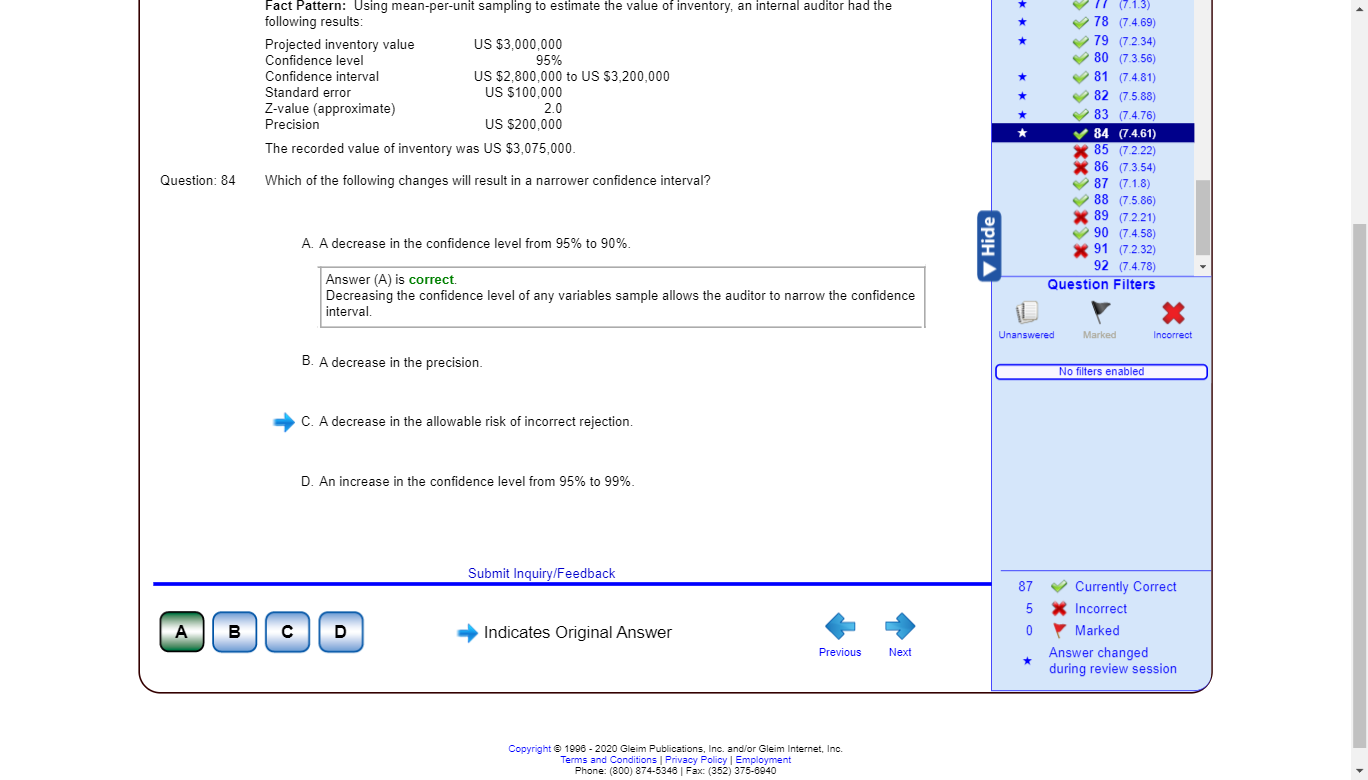 Fact Pattern: Using mean-per-unit sampling to estimate the value of inventory, an internal auditor had the
following results:
Projected inventory value US $3,000,000
Confidence level 95%
Confidence interval US $2,800,000 to US $3,200,000
Standard error US $100,000
Z-value (approximate) 2.0
Precision US $200,000
The recorded value of inventory was US $3,075,000.
Question: 84 Which of the following changes will result in a narrower confidence interval?
A. A decrease in the confidence level from 95% to 90%.
Answer (A) is correct.
Decreasing the confidence level of any variables sample allows the auditor to narrow the confidence
interval.
B. A decrease in the precision.
C. A decrease in the allowable risk of incorrect rejection.
D. An increase in the confidence level from 95% to 99%.
Submit Inquiry/Feedback
A B C D
Indicates Original Answer
Previous Next
77 (7.1.3)
78 (7.4.69)
79 (7.2.34)
80 (7.3.56)
81 (7.4.81)
82 (7.5.88)
83 (7.4.76)
84 (7.4.61)
85 (7.2.22)
86 (7.3.54)
87 (7.1.8)
88 (7.5.86)
89 (7.2.21)
90 (7.4.58)
91 (7.2.32)
92 (7.4.78)
Hide
Question Filters
Unanswered Marked Incorrect
No filters enabled
87 Currently Correct
5 Incorrect
0 Marked
Answer changed
during review session
Copyright © 1996 - 2020 Gleim Publications, Inc. and/or Gleim Internet, Inc.
Terms and Conditions | Privacy Policy | Employment
Phone: (800) 874-5346 | Fax: (352) 375-6940